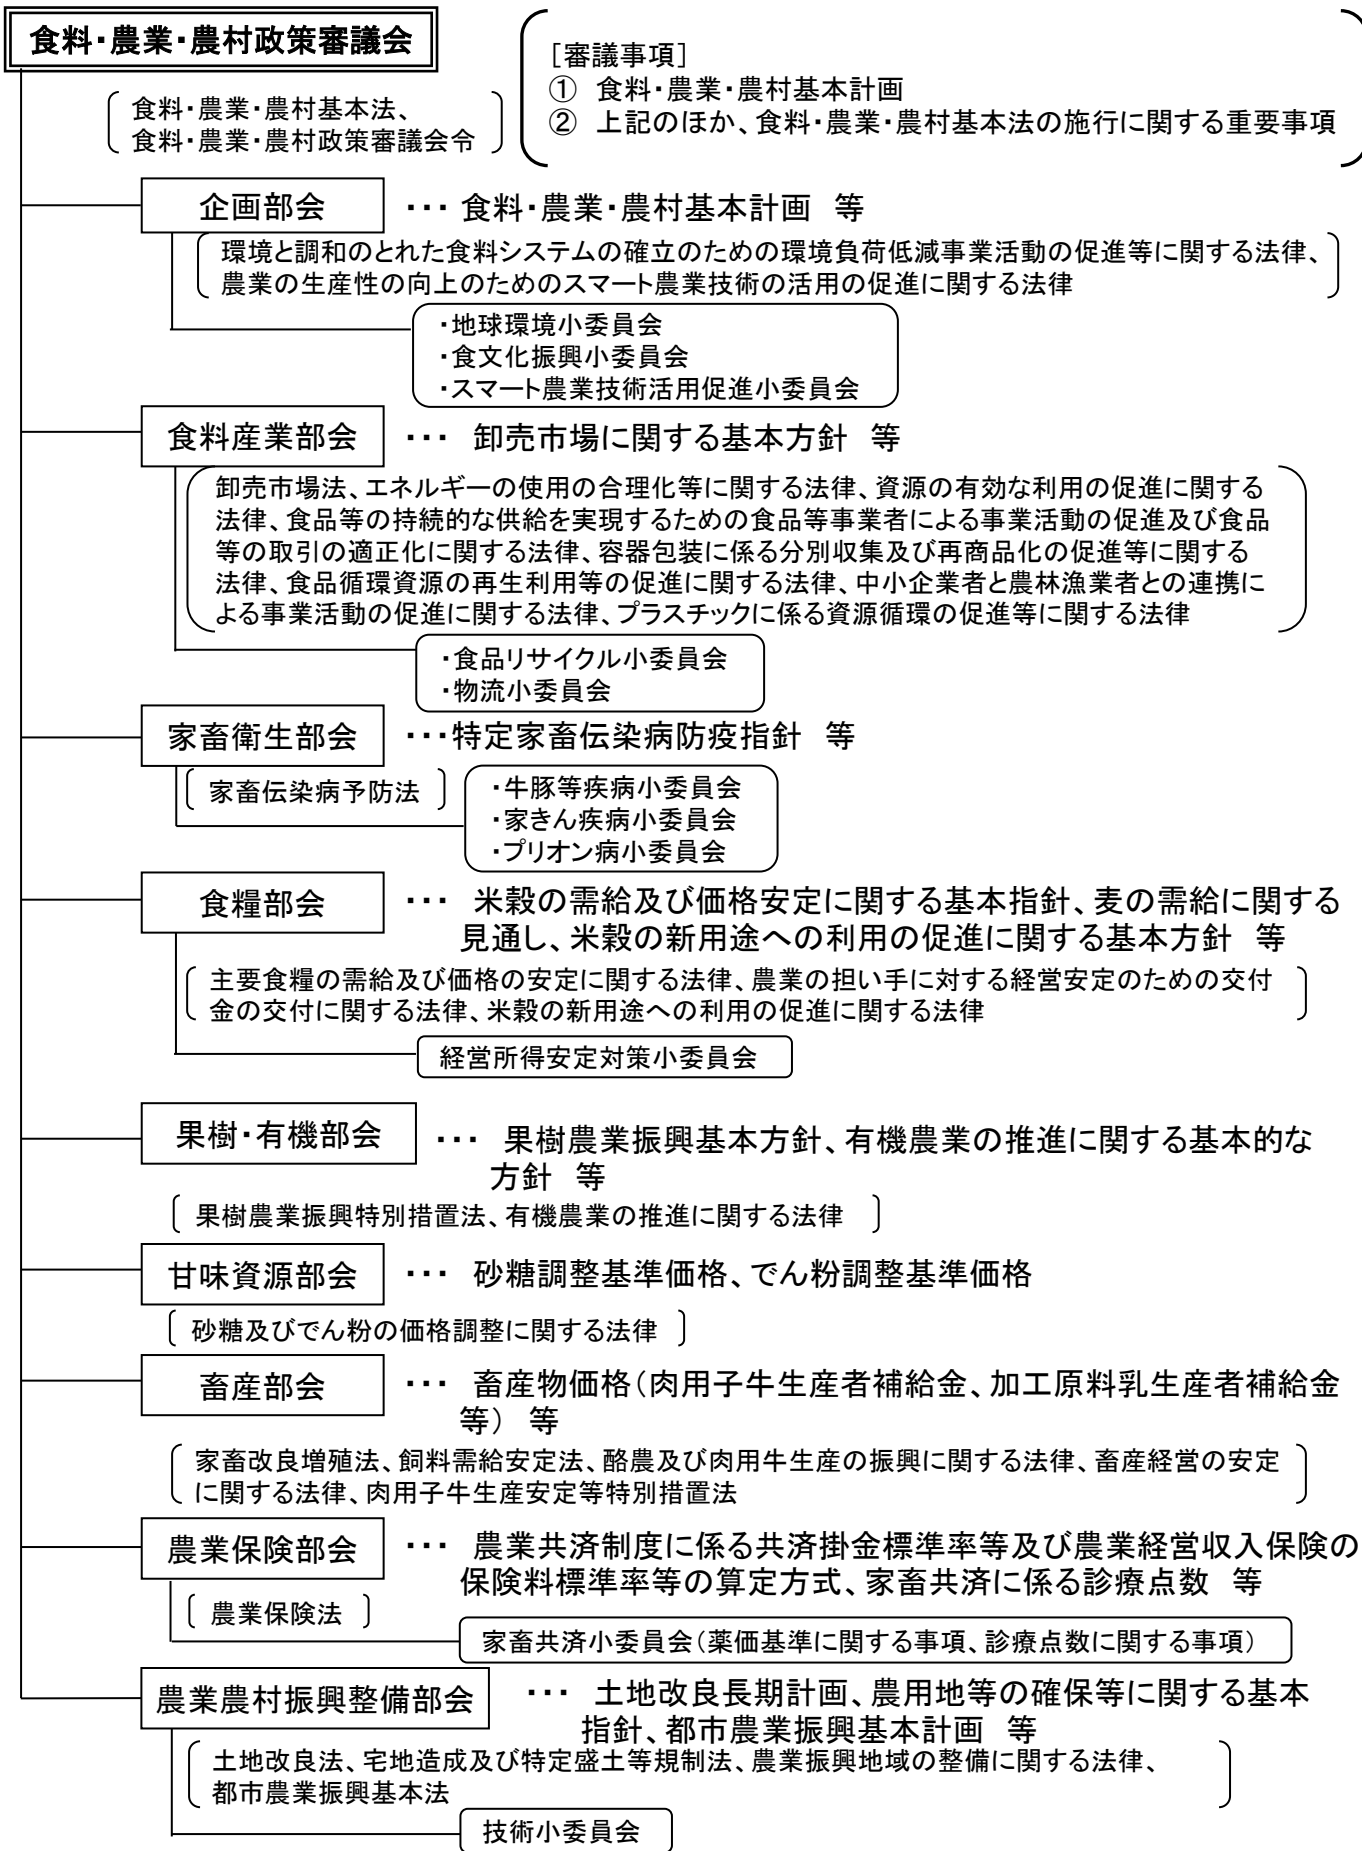 食料・農業・農村政策審議会
［審議事項］
① 食料・農業・農村基本計画
② 上記のほか、食料・農業・農村基本法の施行に関する重要事項
食料・農業・農村基本法、
食料・農業・農村政策審議会令
企画部会 ・・・ 食料・農業・農村基本計画 等
環境と調和のとれた食料システムの確立のための環境負荷低減事業活動の促進等に関する法律、
農業の生産性の向上のためのスマート農業技術の活用の促進に関する法律
・地球環境小委員会
・食文化振興小委員会
・スマート農業技術活用促進小委員会
食料産業部会 ・・・ 卸売市場に関する基本方針 等
卸売市場法、エネルギーの使用の合理化等に関する法律、資源の有効な利用の促進に関する
法律、食品等の持続的な供給を実現するための食品等事業者による事業活動の促進及び食品
等の取引の適正化に関する法律、容器包装に係る分別収集及び再商品化の促進等に関する
法律、食品循環資源の再生利用等の促進に関する法律、中小企業者と農林漁業者との連携に
よる事業活動の促進に関する法律、プラスチックに係る資源循環の促進等に関する法律
・食品リサイクル小委員会
・物流小委員会
家畜衛生部会 ・・・特定家畜伝染病防疫指針 等
家畜伝染病予防法
・牛豚等疾病小委員会
・家きん疾病小委員会
・プリオン病小委員会
食糧部会 ・・・ 米穀の需給及び価格安定に関する基本指針、麦の需給に関する
見通し、米穀の新用途への利用の促進に関する基本方針 等
主要食糧の需給及び価格の安定に関する法律、農業の担い手に対する経営安定のための交付
金の交付に関する法律、米穀の新用途への利用の促進に関する法律
経営所得安定対策小委員会
果樹・有機部会 ・・・ 果樹農業振興基本方針、有機農業の推進に関する基本的な
方針 等
果樹農業振興特別措置法、有機農業の推進に関する法律
甘味資源部会 ・・・ 砂糖調整基準価格、でん粉調整基準価格
砂糖及びでん粉の価格調整に関する法律
畜産部会 ・・・ 畜産物価格（肉用子牛生産者補給金、加工原料乳生産者補給金
等） 等
家畜改良増殖法、飼料需給安定法、酪農及び肉用牛生産の振興に関する法律、畜産経営の安定
に関する法律、肉用子牛生産安定等特別措置法
農業保険部会 ・・・ 農業共済制度に係る共済掛金標準率等及び農業経営収入保険の
保険料標準率等の算定方式、家畜共済に係る診療点数 等
農業保険法
家畜共済小委員会（薬価基準に関する事項、診療点数に関する事項）
農業農村振興整備部会 ・・・ 土地改良長期計画、農用地等の確保等に関する基本
指針、都市農業振興基本計画 等
土地改良法、宅地造成及び特定盛土等規制法、農業振興地域の整備に関する法律、
都市農業振興基本法
技術小委員会